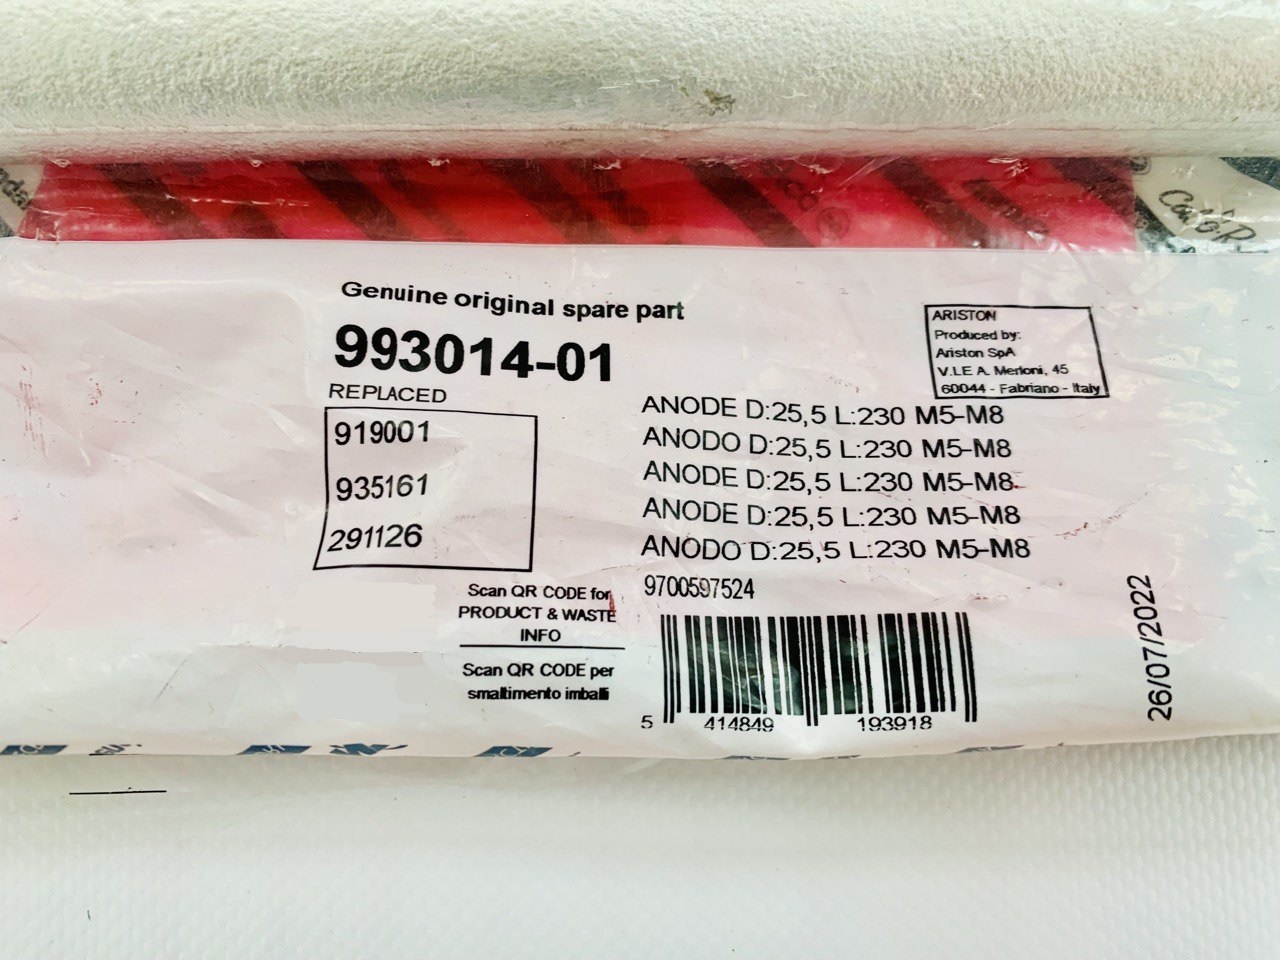 CaloR
Genuine original spare part
993014-01
REPLACED
919001
935161
291126
ARISTON
Produced by:
Ariston SpA
V.LE A. Merloni, 45
60044 - Fabriano - Italy
ANODE D:25,5 L:230 M5-M8
ANODO D:25,5 L:230 M5-M8
ANODE D:25,5 L:230 M5-M8
ANODE D:25,5 L:230 M5-M8
ANODO D:25,5 L:230 M5-M8
9700597524
Scan QR CODE for
PRODUCT & WASTE
INFO
Scan QR CODE per
smaltimento imballi
5 414849 193918
26/07/2022